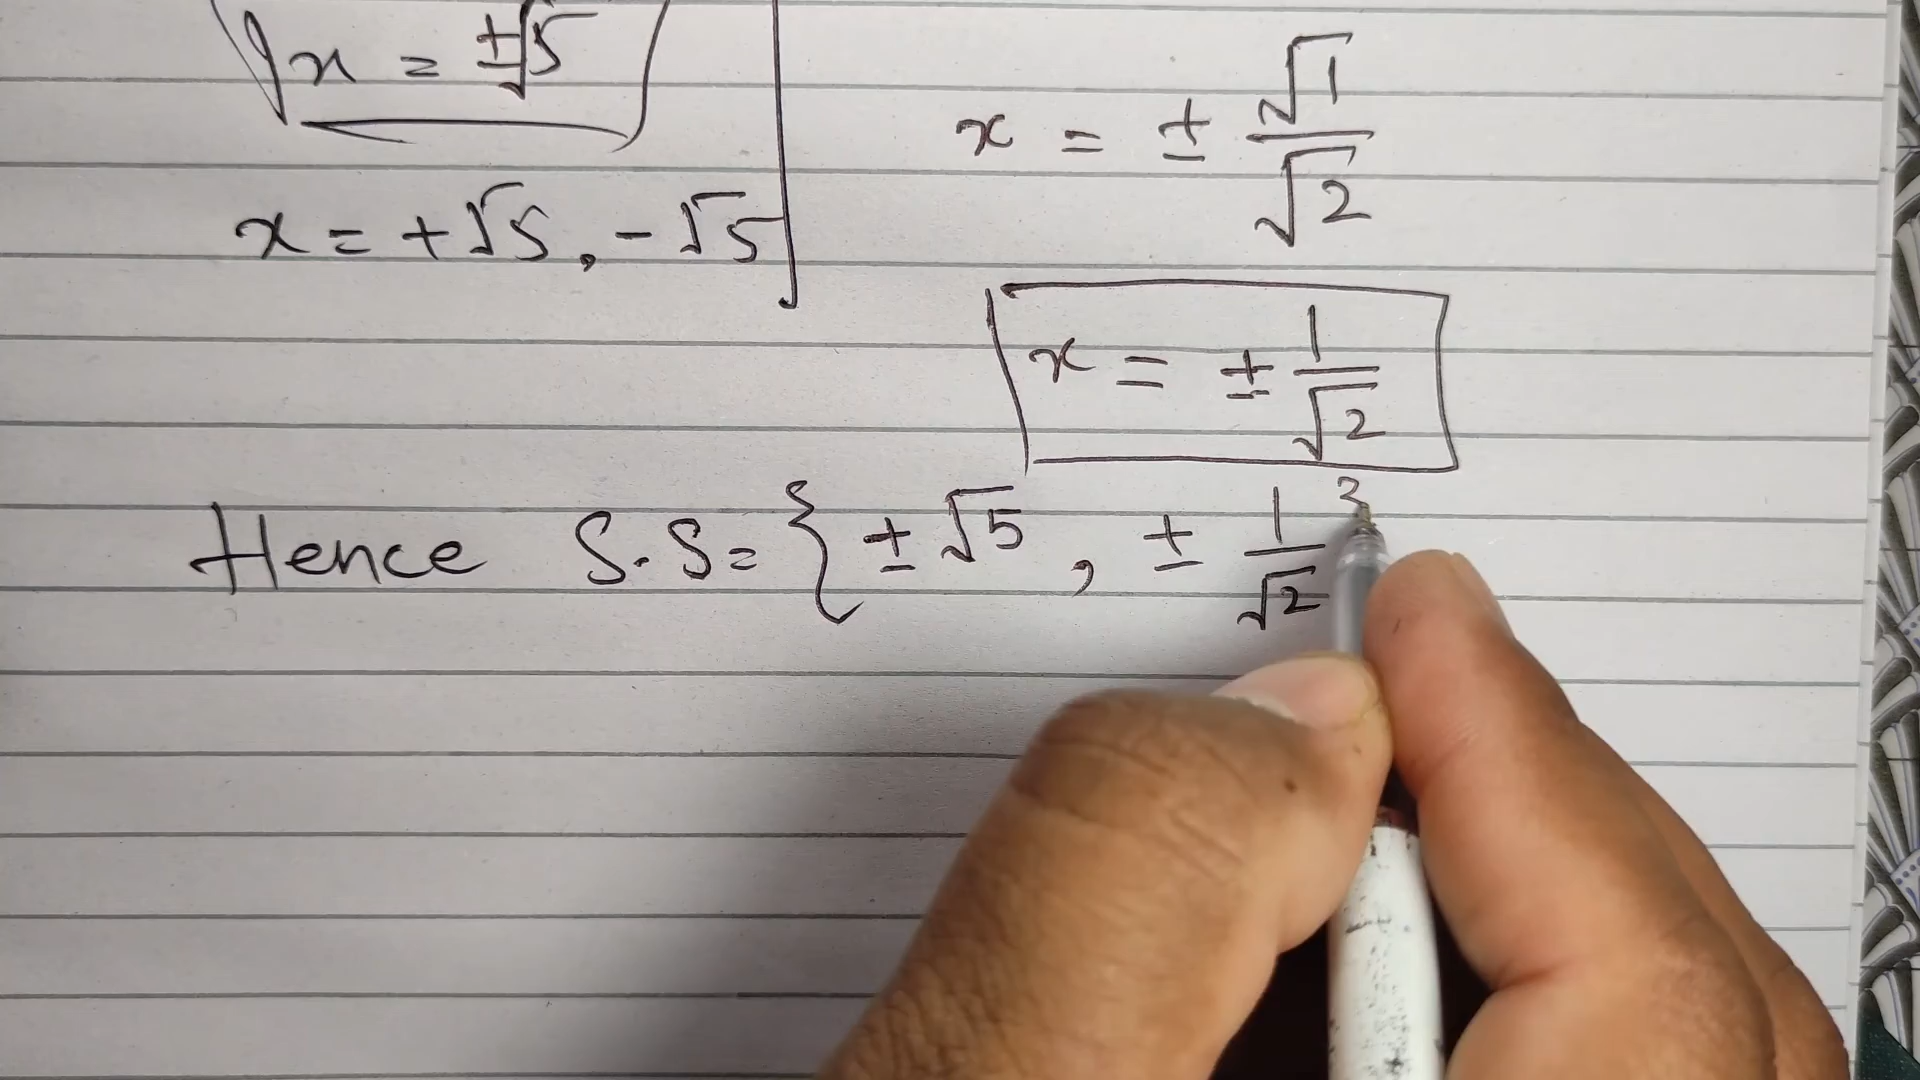 x = ±√5
x = +√5, -√5
x = ± √1/√2
x = ± 1/√2
Hence S.S = { ± √5 , ± 1/√2